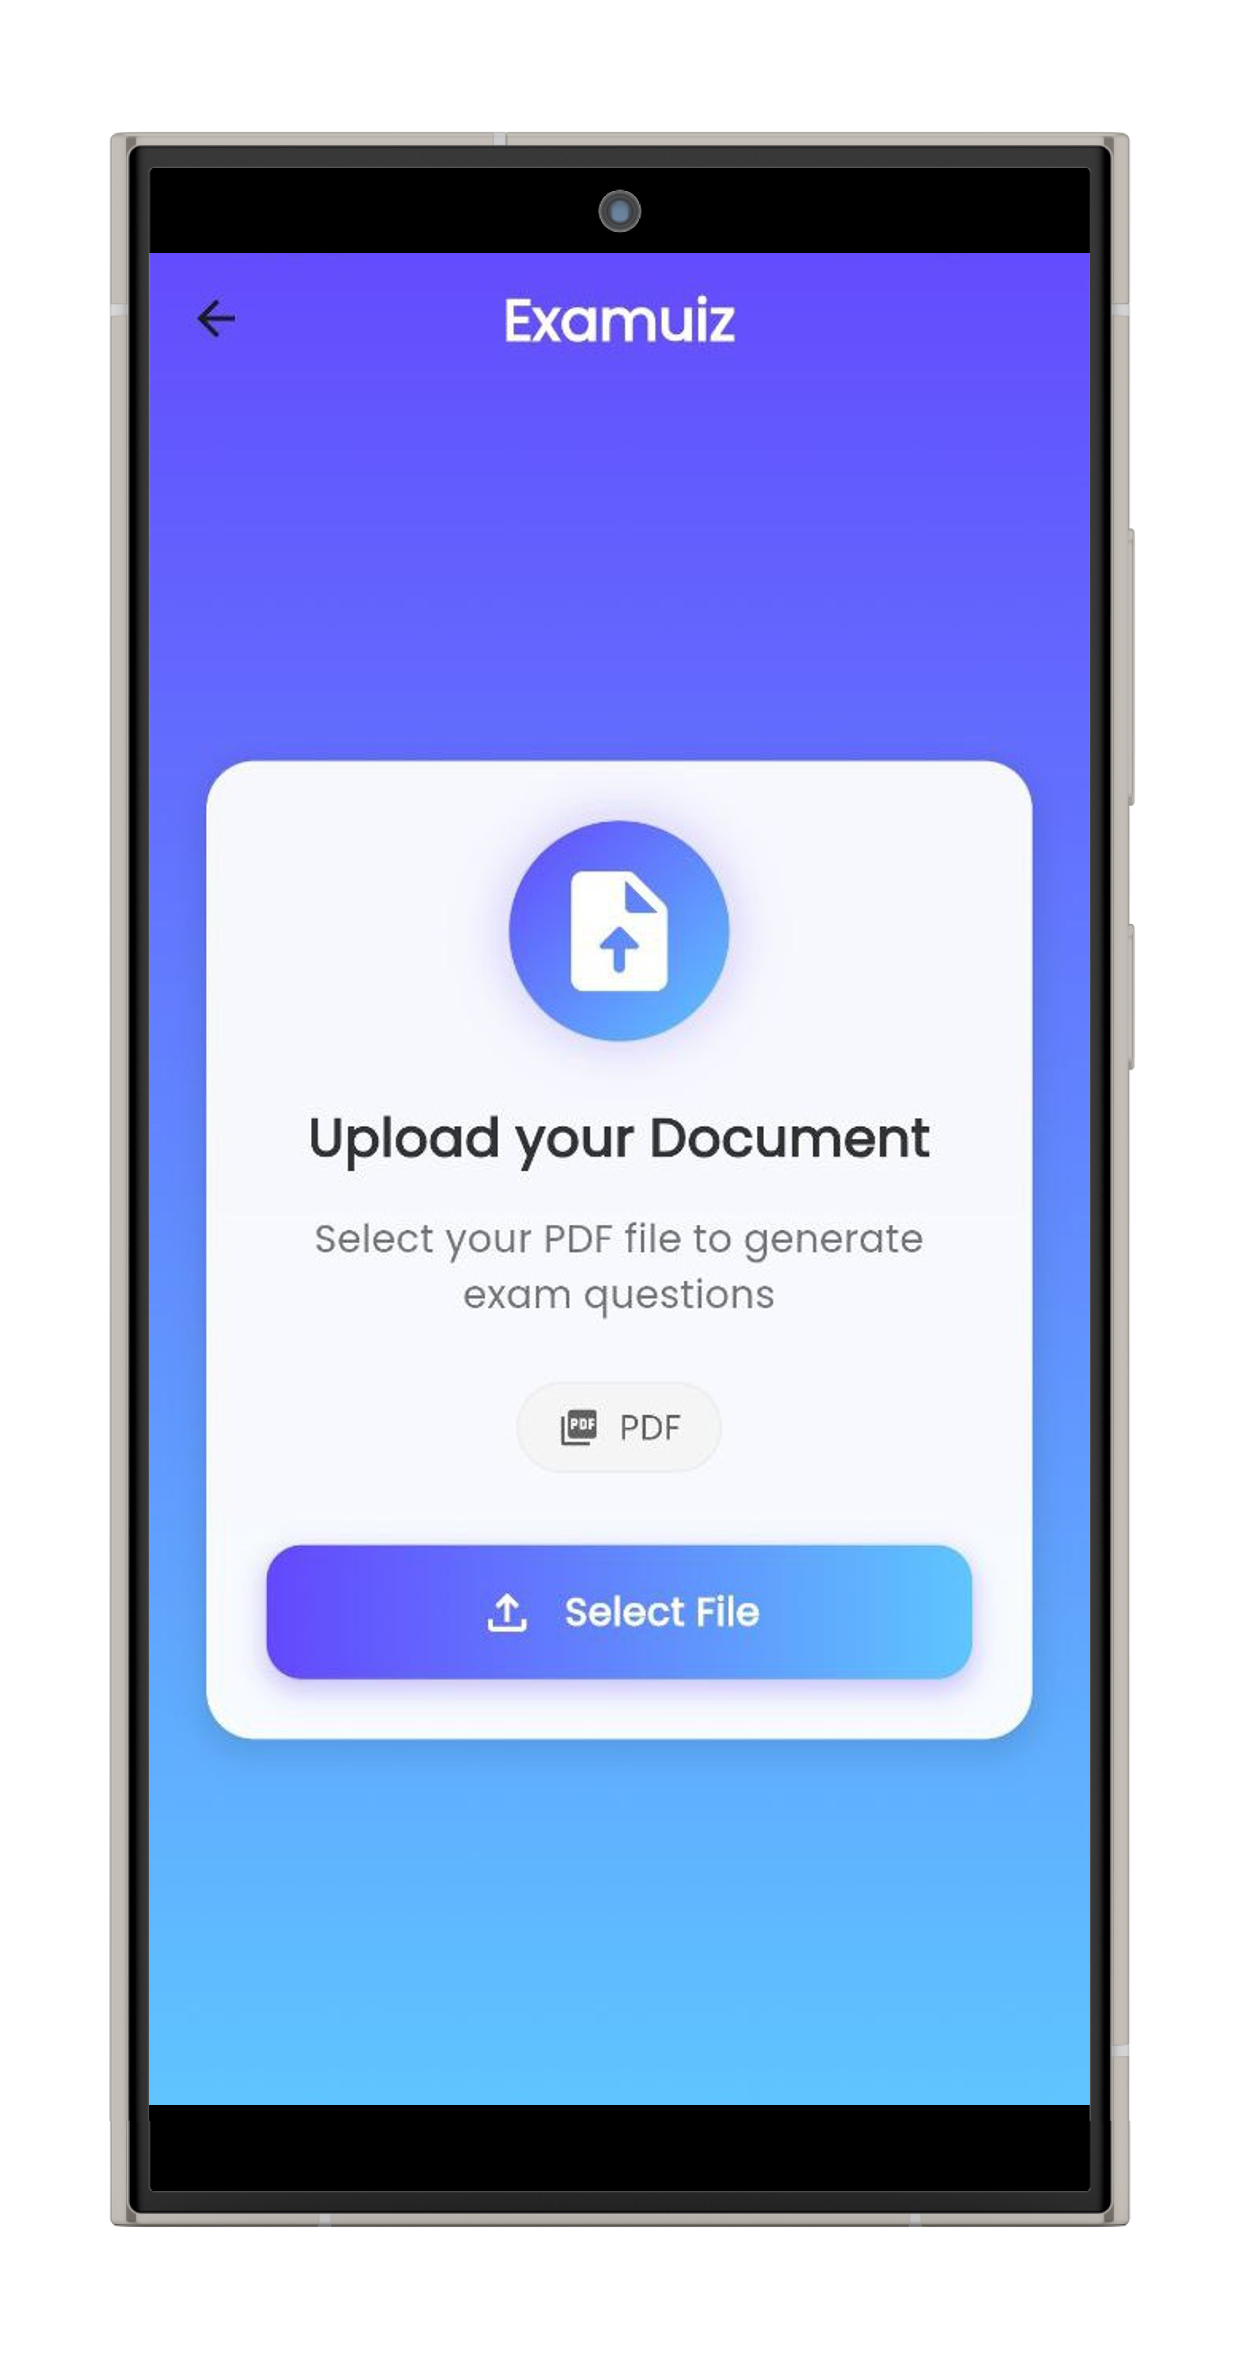 Examuiz
Upload your Document
Select your PDF file to generate
exam questions
PDF PDF
Select File